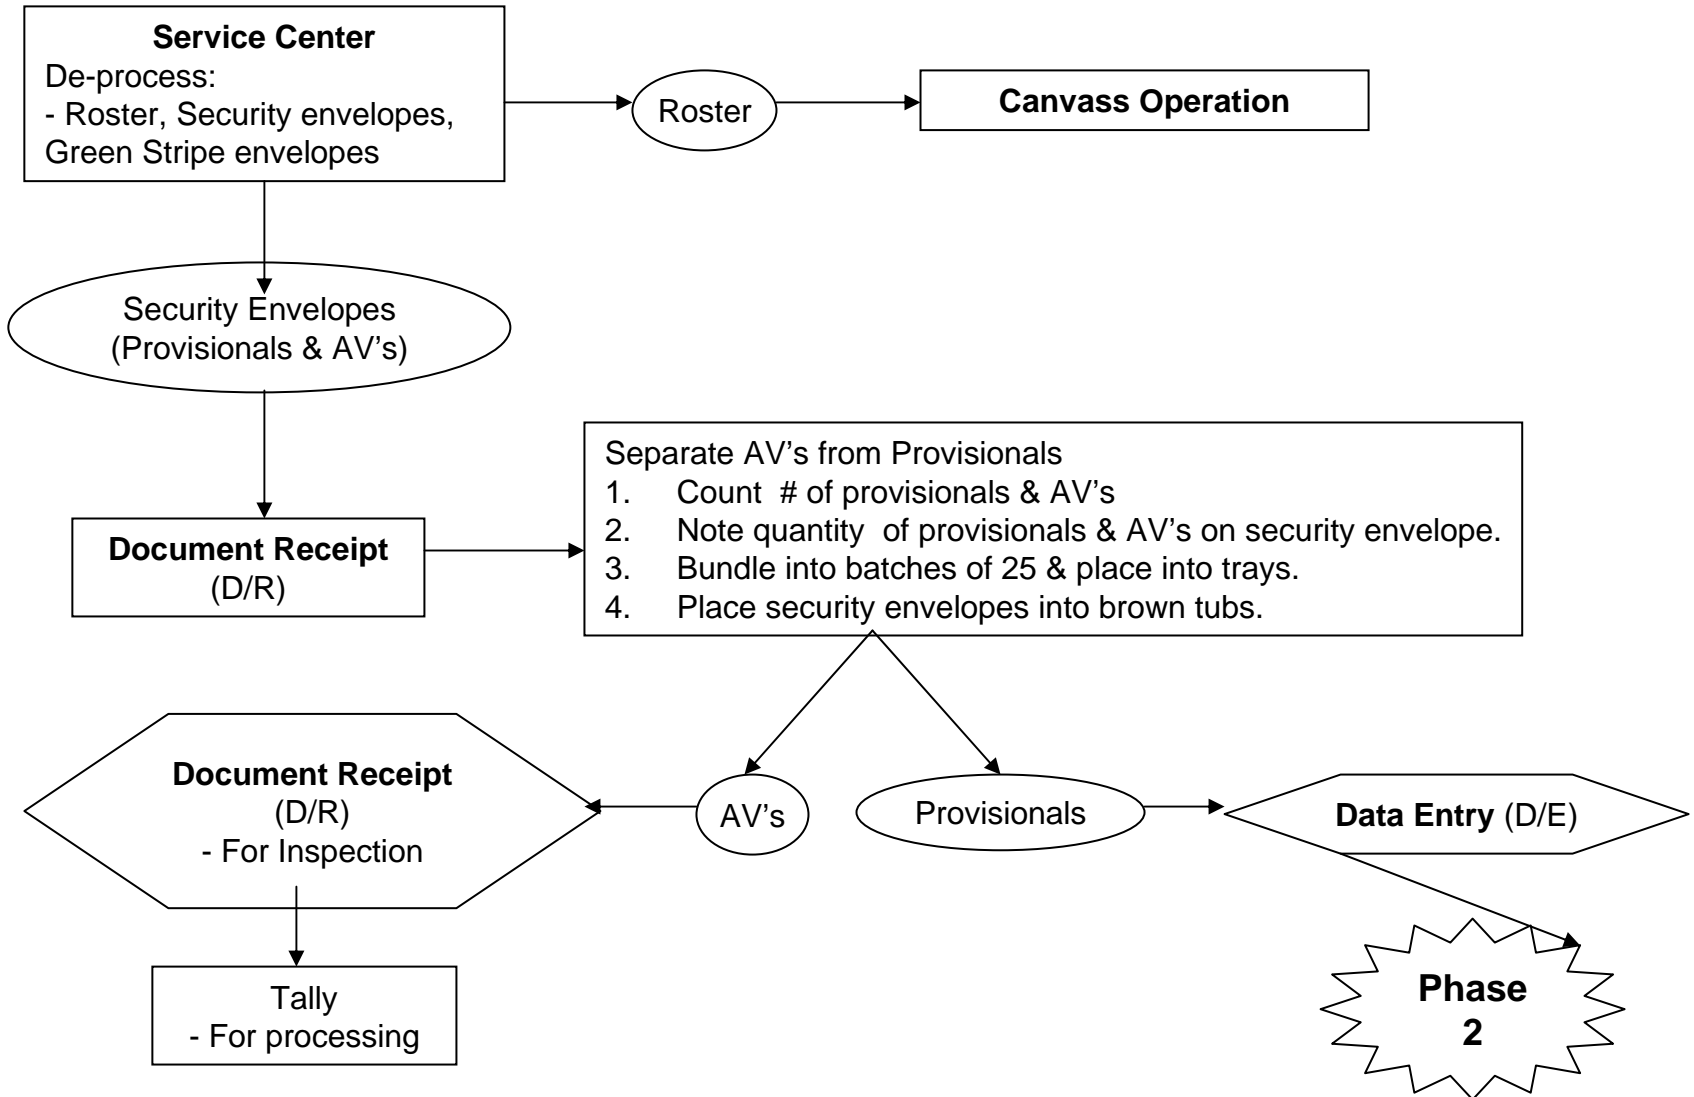 Service Center
De-process:
- Roster, Security envelopes,
Green Stripe envelopes
Roster
Canvass Operation
Security Envelopes
(Provisionals & AV’s)
Document Receipt
(D/R)
Separate AV’s from Provisionals
1. Count # of provisionals & AV’s
2. Note quantity of provisionals & AV’s on security envelope.
3. Bundle into batches of 25 & place into trays.
4. Place security envelopes into brown tubs.
Document Receipt
(D/R)
- For Inspection
AV’s
Provisionals
Data Entry (D/E)
Tally
- For processing
Phase
2